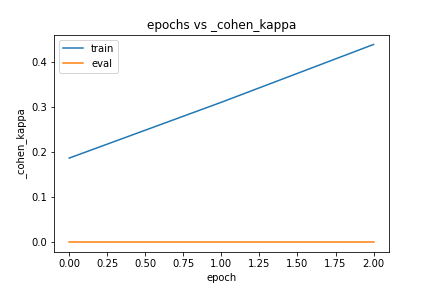 epochs vs _cohen_kappa
train
eval
_cohen_kappa
0.4
0.3
0.2
0.1
0.0
0.00 0.25 0.50 0.75 1.00 1.25 1.50 1.75 2.00
epoch